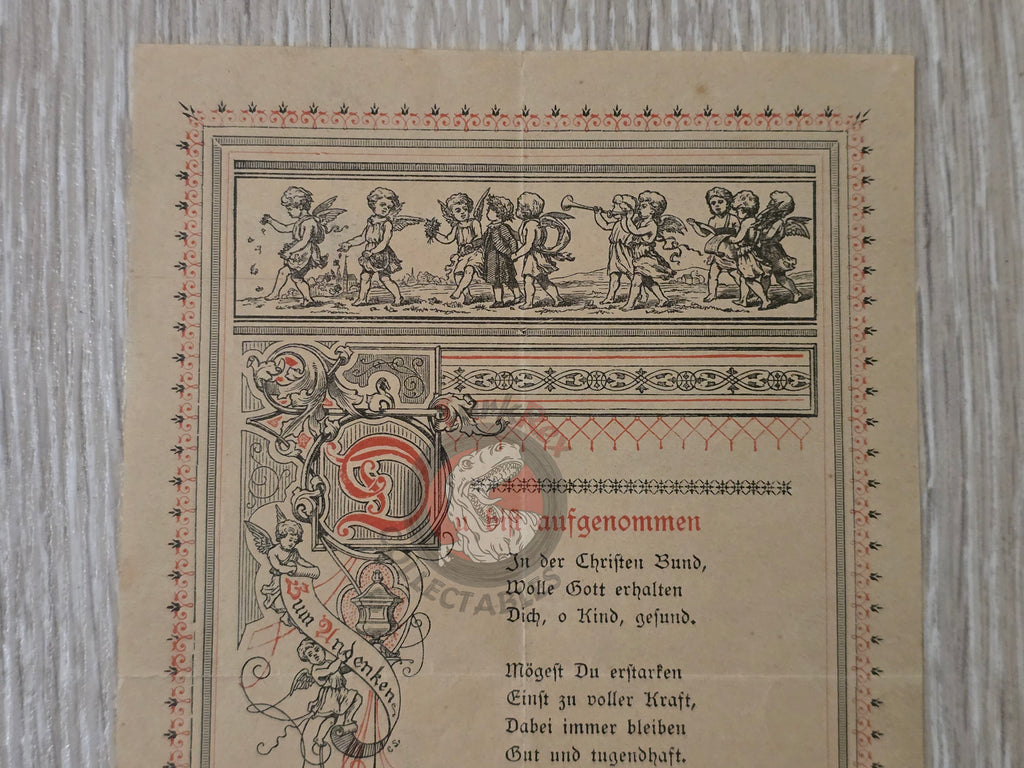 Du bist aufgenommen
In der Christen Bund,
Wolle Gott erhalten
Dich, o Kind, gesund.
Mögest Du erstarken
Einst zu voller Kraft,
Dabei immer bleiben
Gut und tugendhaft.
Zum Andenken